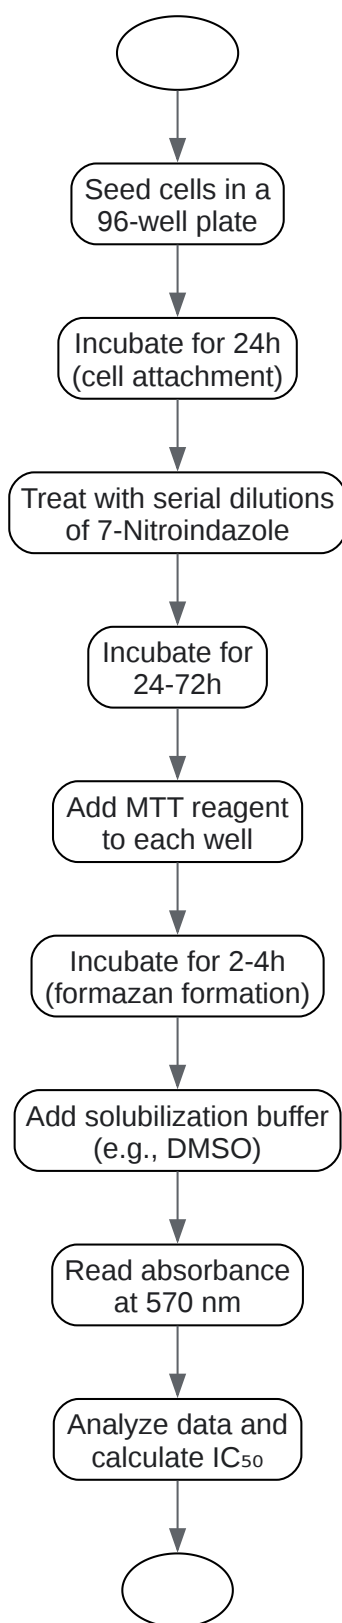 Seed cells in a
96-well plate
Incubate for 24h
(cell attachment)
Treat with serial dilutions
of 7-Nitroindazole
Incubate for
24-72h
Add MTT reagent
to each well
Incubate for 2-4h
(formazan formation)
Add solubilization buffer
(e.g., DMSO)
Read absorbance
at 570 nm
Analyze data and
calculate IC₅₀